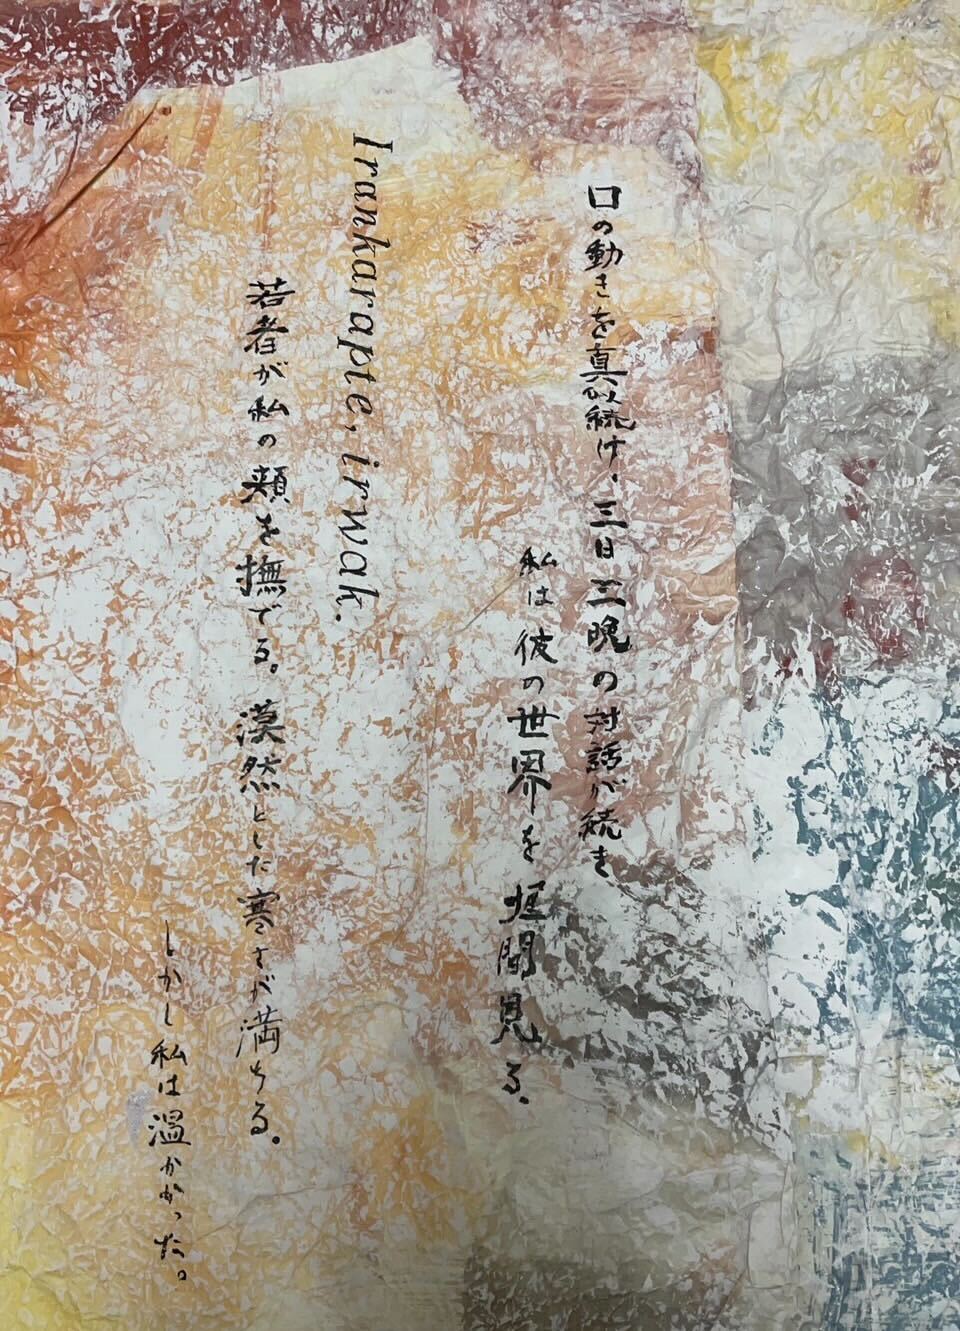 口の動きを真似続け、三日三晩の対話が続き
私は彼の世界を垣間見る。
Irankarapte, irwak.
若者が私の頬を撫でる。漠然とした寒さが満ちる。
しかし私は温かかった。